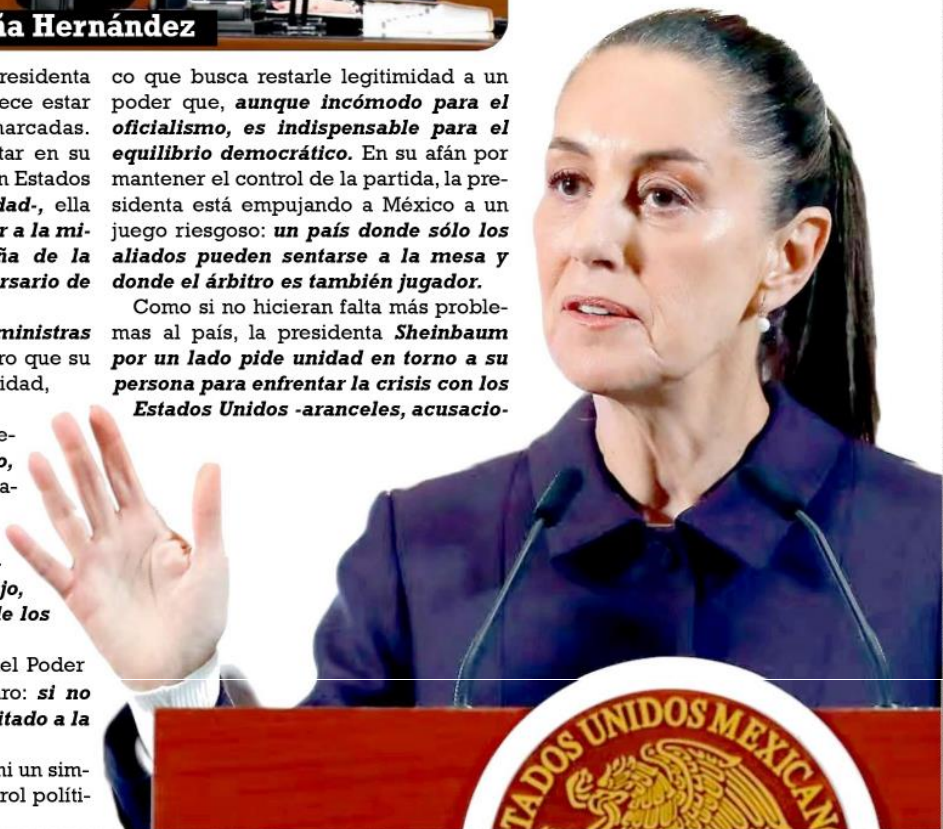 Hernández
residenta
ece estar
arcadas.
tar en su
n Estados
dad-, ella
r a la mi-
ña de la
rsario de
ministras
ro que su
idad,
e-
o,
a-
jo,
le los
el Poder
ro: si no
itado a la
ni un sim-
rol políti-
co que busca restarle legitimidad a un
poder que, aunque incómodo para el
oficialismo, es indispensable para el
equilibrio democrático. En su afán por
mantener el control de la partida, la pre-
sidenta está empujando a México a un
juego riesgoso: un país donde sólo los
aliados pueden sentarse a la mesa y
donde el árbitro es también jugador.
Como si no hicieran falta más proble-
mas al país, la presidenta Sheinbaum
por un lado pide unidad en torno a su
persona para enfrentar la crisis con los
Estados Unidos -aranceles, acusacio-
TADOS UNIDOS MEXICAN